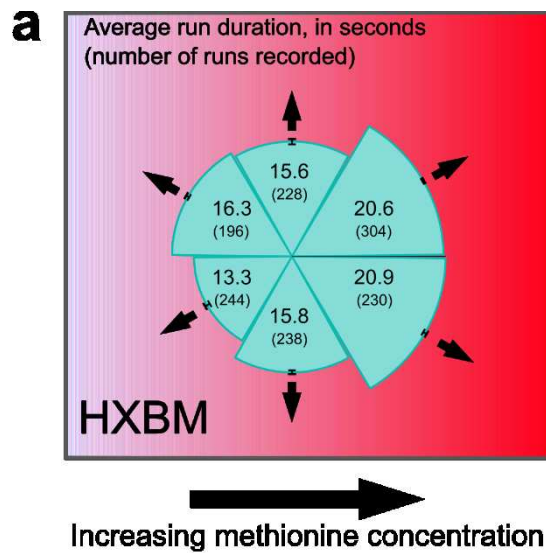 a
Average run duration, in seconds
(number of runs recorded)
15.6
(228)
16.3
(196)
20.6
(304)
13.3
(244)
20.9
(230)
15.8
(238)
HXBM
Increasing methionine concentration